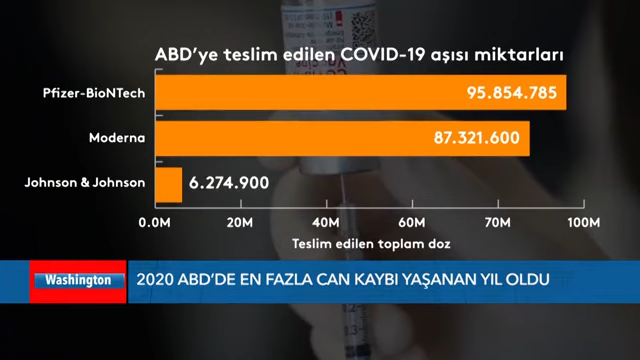 ABD'ye teslim edilen COVID-19 aşısı miktarları
Pfizer-BioNTech 95.854.785
Moderna 87.321.600
Johnson & Johnson 6.274.900
0.0M 20M 40M 60M 70M 100M
Teslim edilen toplam doz
Washington 2020 ABD'DE EN FAZLA CAN KAYBI YAŞANAN YIL OLDU